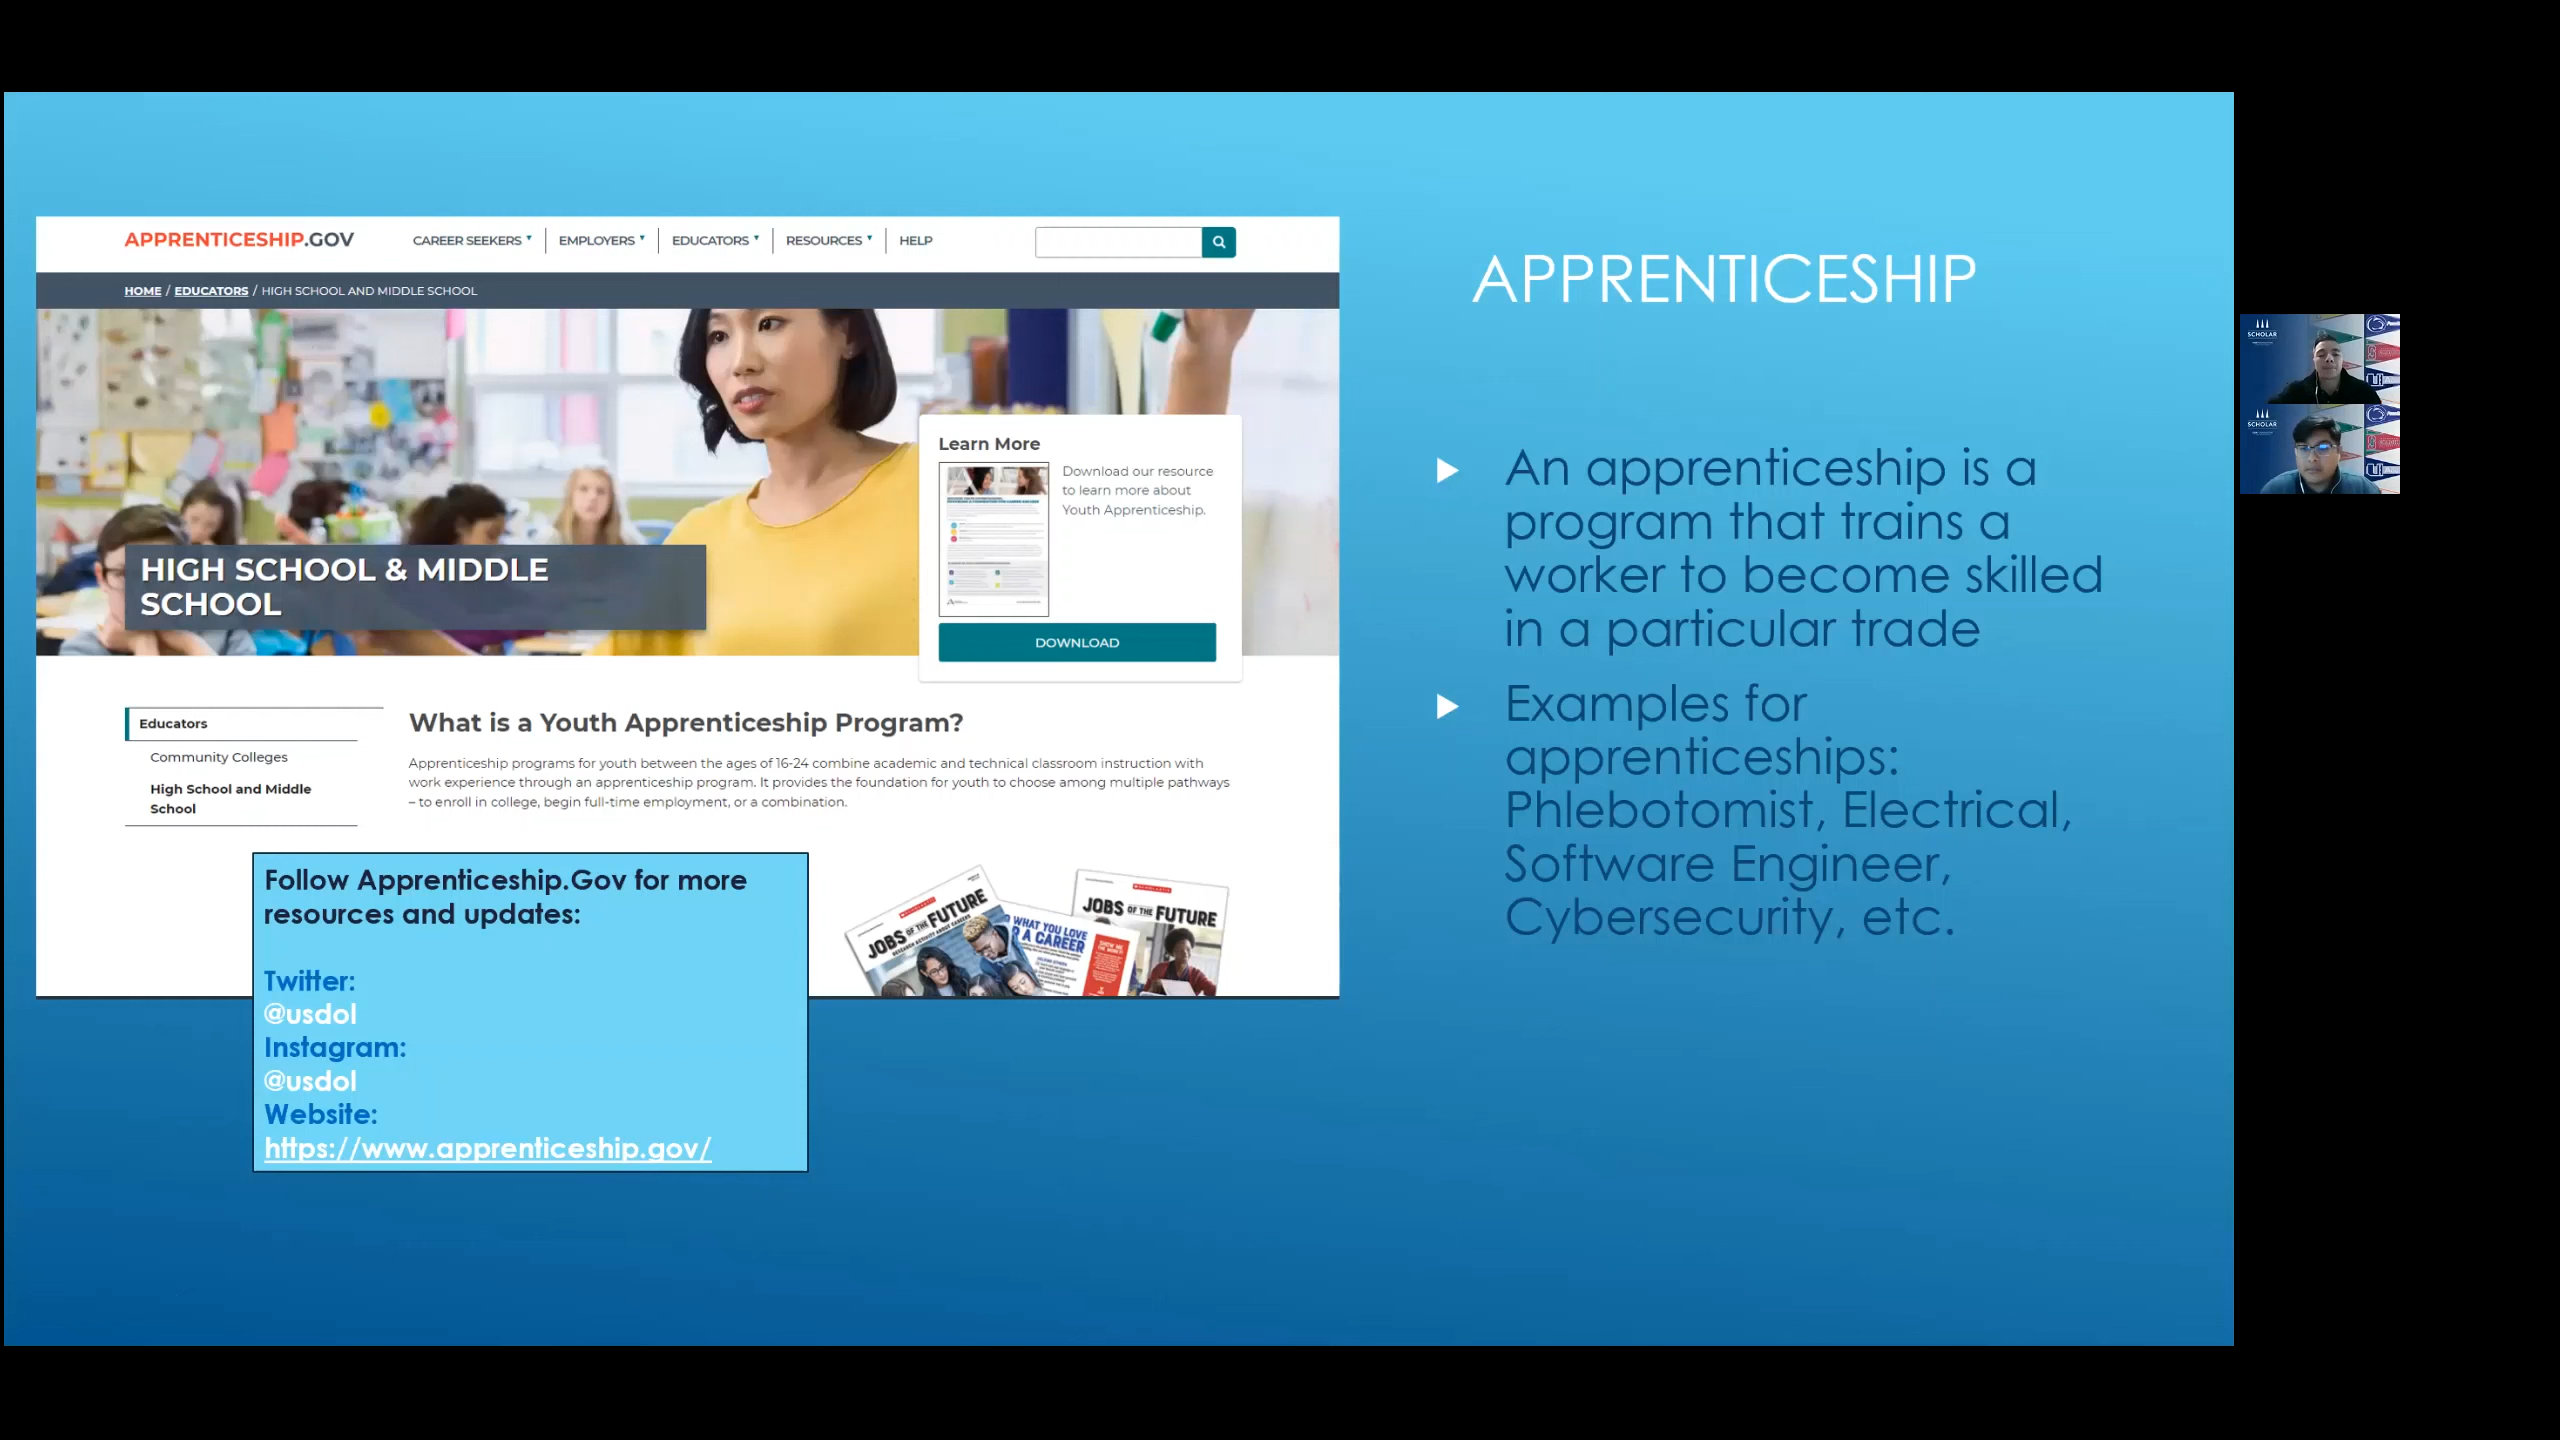 APPRENTICESHIP.GOV
CAREER SEEKERS
EMPLOYERS
EDUCATORS
RESOURCES
HELP
HOME / EDUCATORS / HIGH SCHOOL AND MIDDLE SCHOOL
HIGH SCHOOL & MIDDLE
SCHOOL
Learn More
Download our resource
to learn more about
Youth Apprenticeship.
DOWNLOAD
Educators
Community Colleges
High School and Middle
School
What is a Youth Apprenticeship Program?
Apprenticeship programs for youth between the ages of 16-24 combine academic and technical classroom instruction with
work experience through an apprenticeship program. It provides the foundation for youth to choose among multiple pathways
– to enroll in college, begin full-time employment, or a combination.
JOBS OF THE FUTURE
WHAT YOU LOVE
A CAREER
SCHOLASTIC
JOBS OF THE FUTURE
Follow Apprenticeship.Gov for more
resources and updates:
Twitter:
@usdol
Instagram:
@usdol
Website:
https://www.apprenticeship.gov/
APPRENTICESHIP
An apprenticeship is a
program that trains a
worker to become skilled
in a particular trade
Examples for
apprenticeships:
Phlebotomist, Electrical,
Software Engineer,
Cybersecurity, etc.
SCHOLAR
SCHOLAR